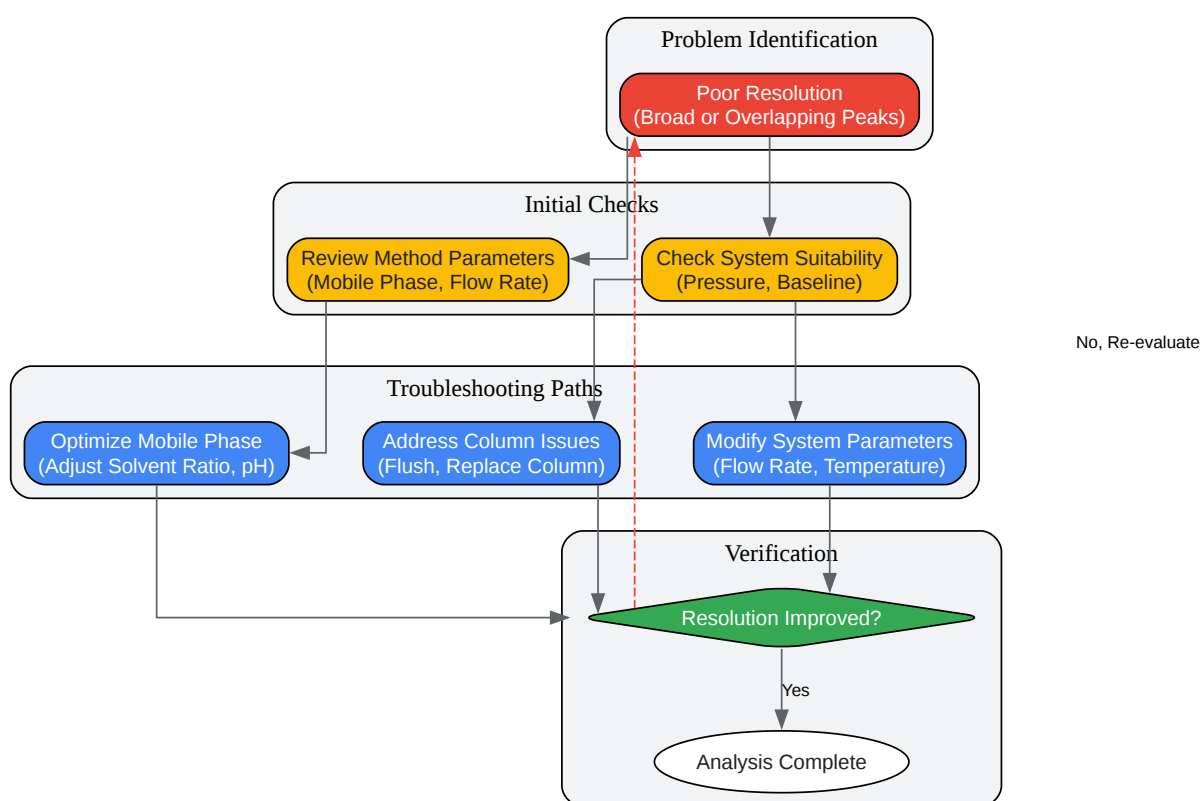 Problem Identification
Poor Resolution
(Broad or Overlapping Peaks)
Initial Checks
Review Method Parameters
(Mobile Phase, Flow Rate)
Check System Suitability
(Pressure, Baseline)
No, Re-evaluate
Troubleshooting Paths
Optimize Mobile Phase
(Adjust Solvent Ratio, pH)
Address Column Issues
(Flush, Replace Column)
Modify System Parameters
(Flow Rate, Temperature)
Verification
Resolution Improved?
Yes
Analysis Complete